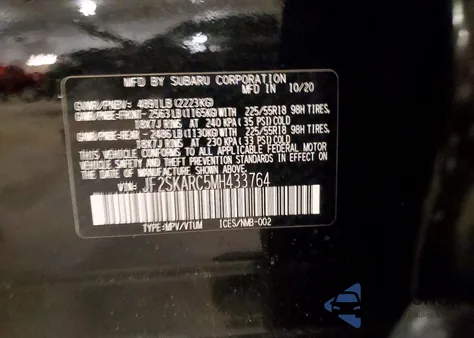 MFD BY SUBARU CORPORATION
MFD IN 10/20
GVWR/PNBV: 4891LB(2223KG)
GAWR/PNBE-FRONT: 2563LB(1165KG)WITH 225/55R18 98H TIRES,
18X7J RIMS AT 240 KPA(35 PSI)COLD
GAWR/PNBE-REAR: 2486LB(1130KG)WITH 225/55R18 98H TIRES,
18X7J RIMS AT 230 KPA(33 PSI)COLD
THIS VEHICLE CONFORMS TO ALL APPLICABLE FEDERAL MOTOR
VEHICLE SAFETY AND THEFT PREVENTION STANDARDS IN EFFECT
ON THE DATE OF MANUFACTURE SHOWN ABOVE.
VIN: JF2SKARC5MH433764
TYPE:MPV/VTUM ICES/NMB-002